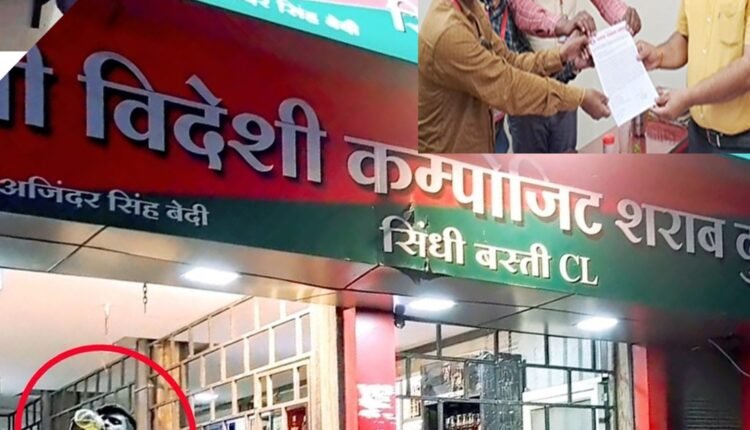 सिंह बेदी
विदेशी कम्पोजिट शराब
अजिंदर सिंह बेदी
सिंधी बस्ती CL